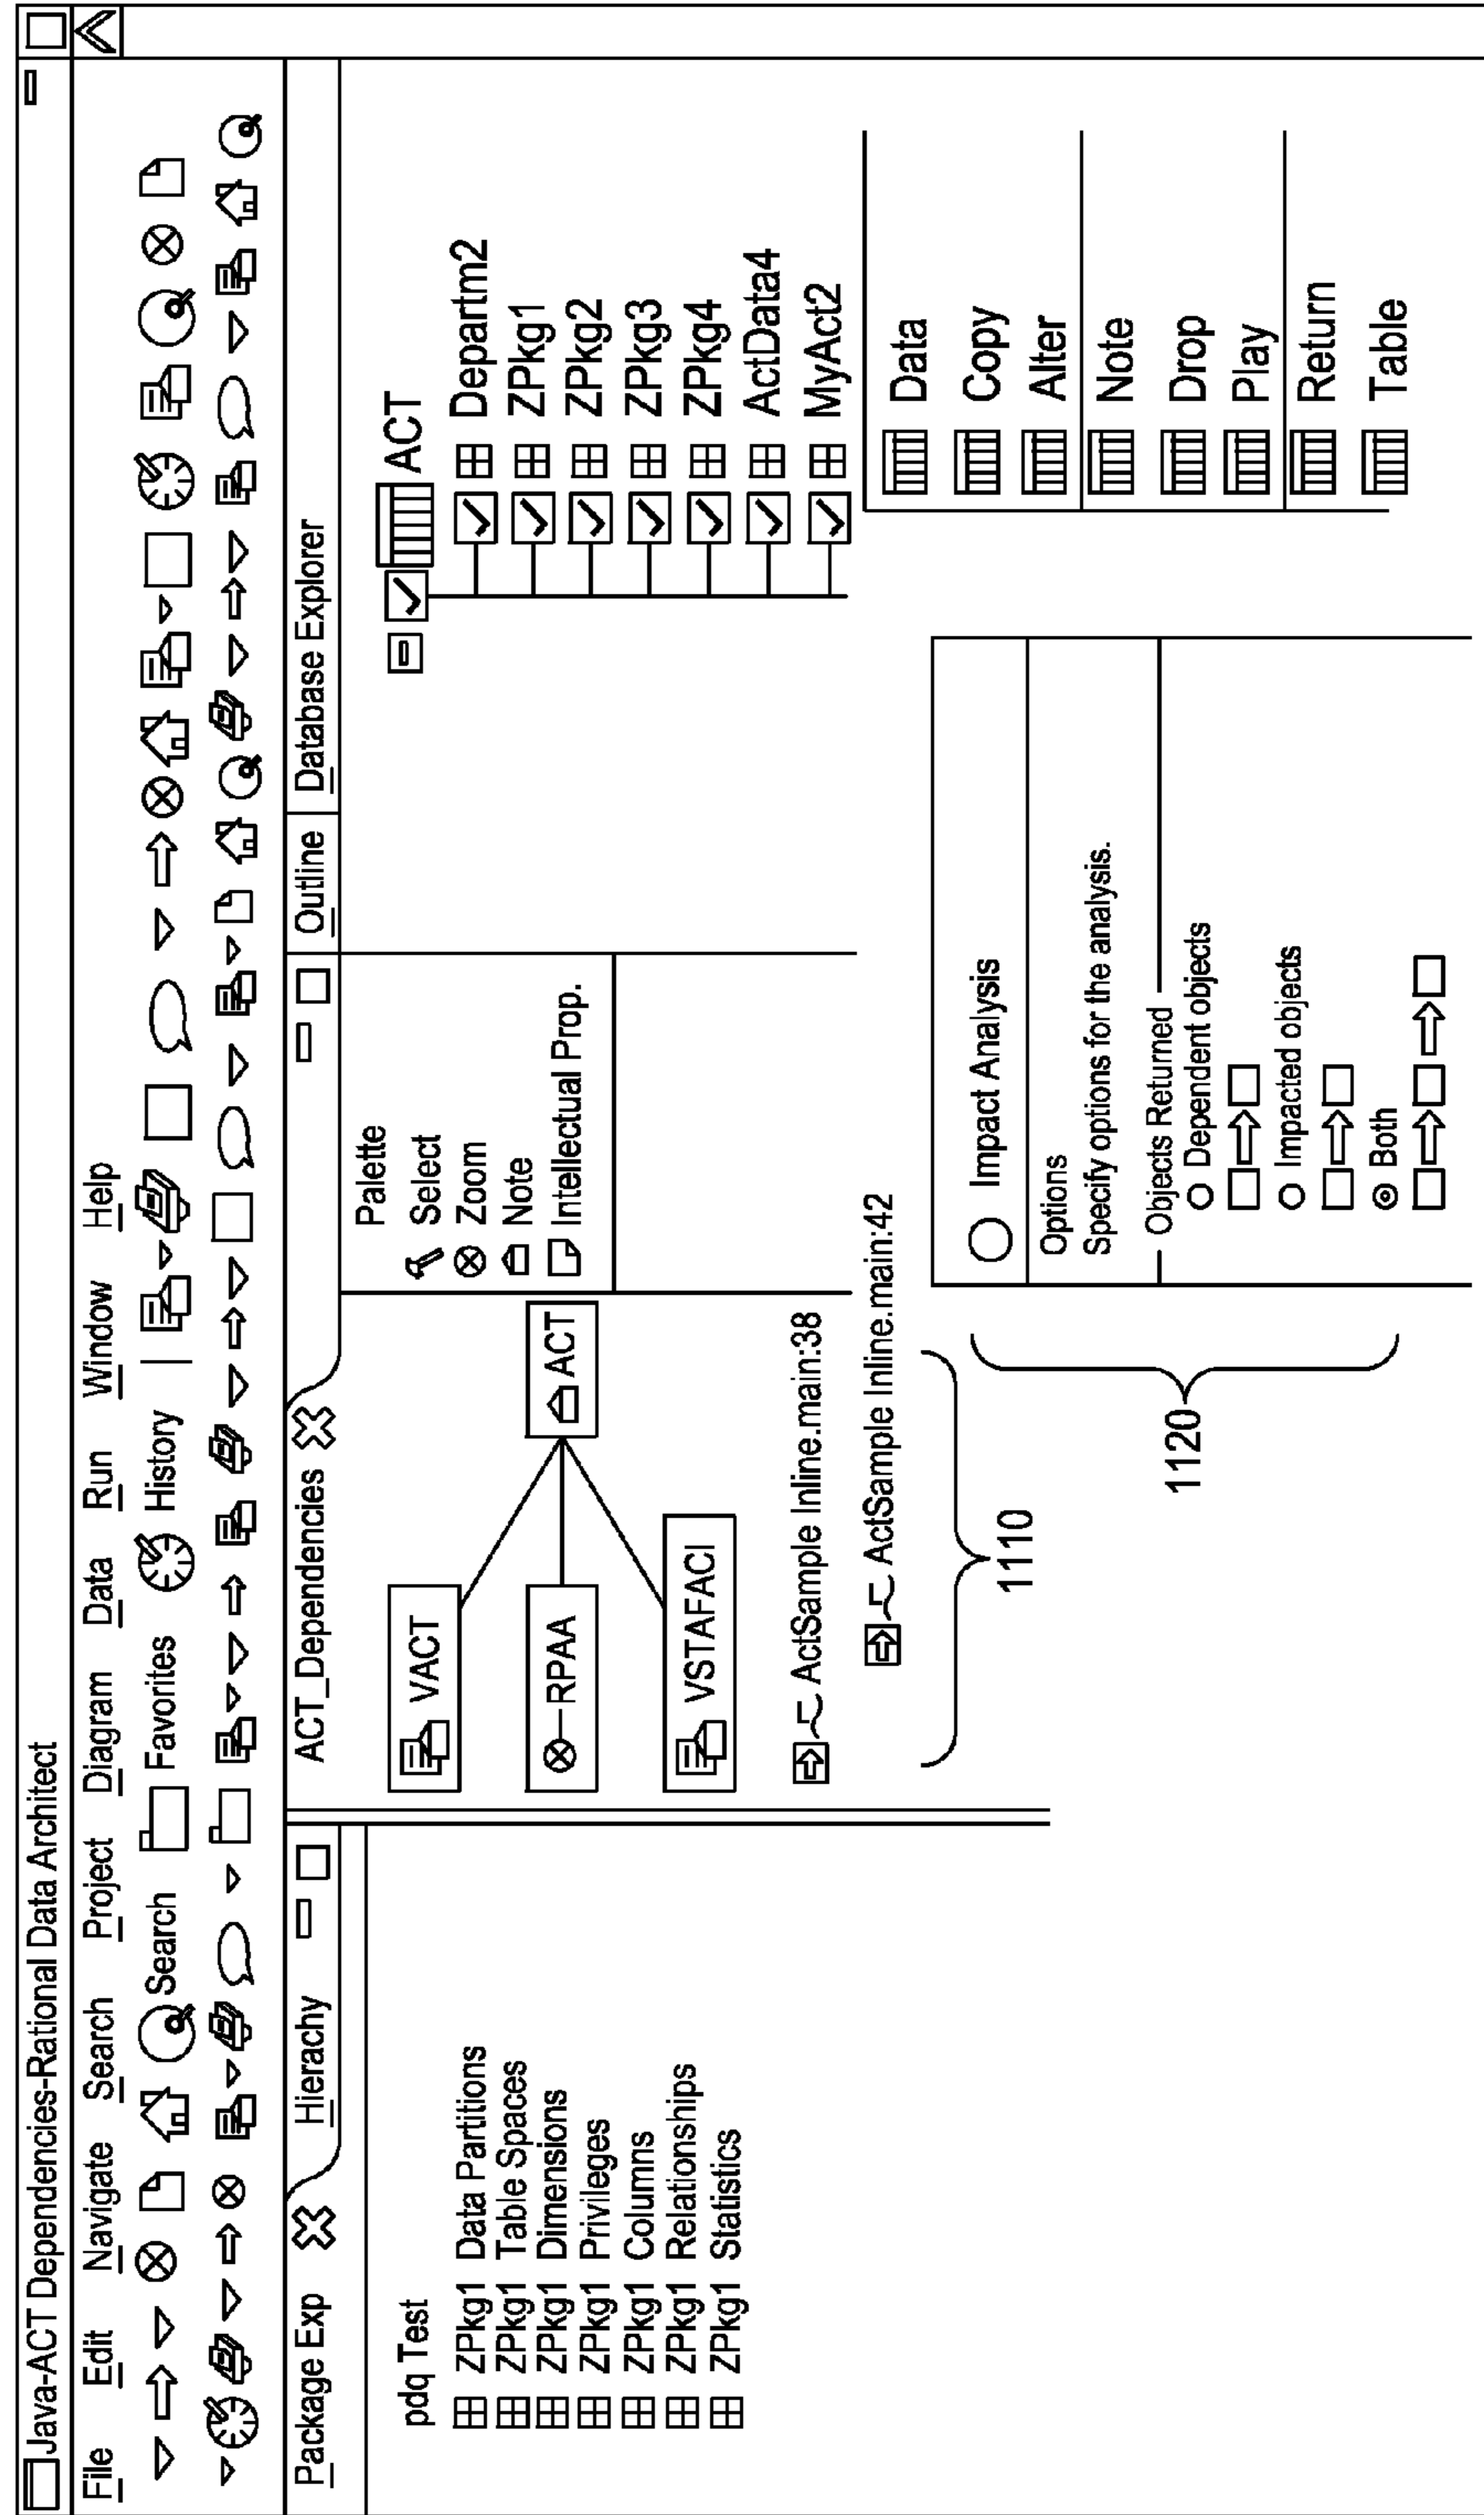 Java-ACT Dependencies-Rational Data Architect
File Edit Navigate Search Project Diagram Data Run Window Help
Search Favorites History
Package Exp Hierachy
pdq Test
ZPkg1 Data Partitions
ZPkg1 Table Spaces
ZPkg1 Dimensions
ZPkg1 Privileges
ZPkg1 Columns
ZPkg1 Relationships
ZPkg1 Statistics
ACT_Dependencies
VACT
RPAA
VSTAFACI
ACT
ActSample Inline.main:38
ActSample Inline.main:42
1110
Palette
Select
Zoom
Note
Intellectual Prop.
Outline Database Explorer
ACT
Departm2
ZPkg1
ZPkg2
ZPkg3
ZPkg4
ActData4
MyAct2
Data
Copy
Alter
Note
Drop
Play
Return
Table
1120
Impact Analysis
Options
Specify options for the analysis.
Objects Returned
Dependent objects
Impacted objects
Both